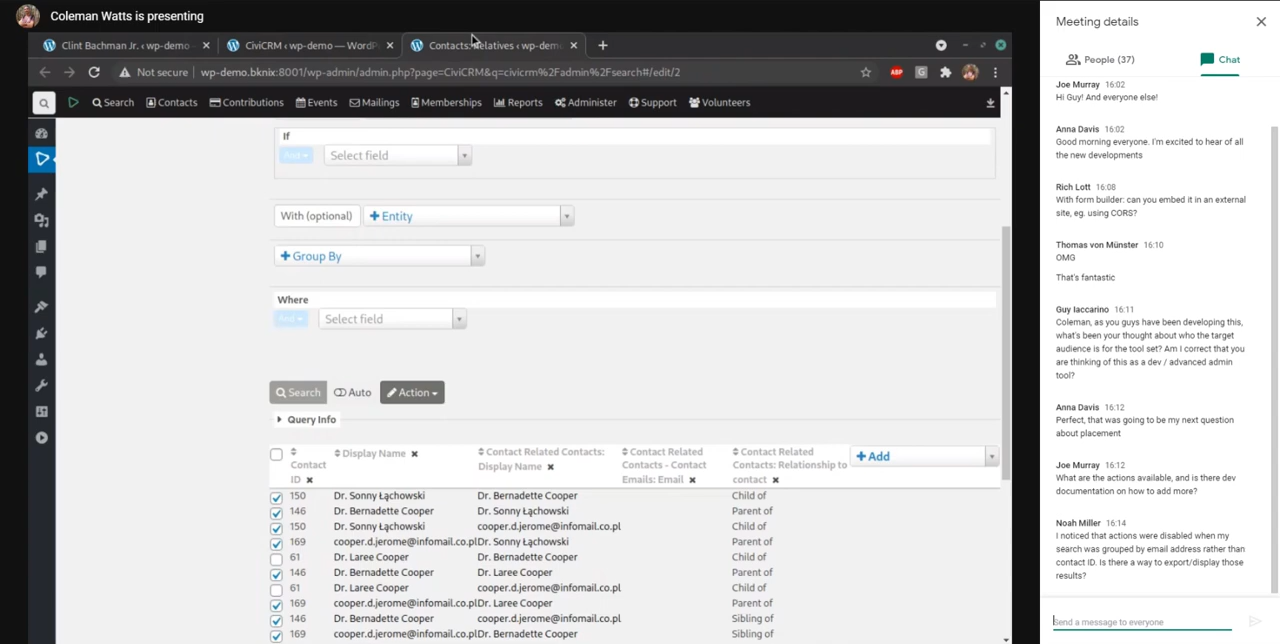 Coleman Watts is presenting
Clint Bachman Jr. ‹ wp-demo
CiviCRM ‹ wp-demo — WordP
Contacts: Relatives ‹ wp-dem
Not secure
wp-demo.bknix:8001/wp-admin/admin.php?page=CiviCRM&q=civicrm%2Fadmin%2Fsearch#/edit/2
ABP
G
Search Contacts Contributions Events Mailings Memberships Reports Administer Support Volunteers
If
And
Select field
With (optional)
Entity
Group By
Where
And
Select field
Search
Auto
Action
Query Info
Contact ID
Display Name
Contact Related Contacts: Display Name
Contact Related Contacts - Contact Emails: Email
Contact Related Contacts: Relationship to contact
Add
150 Dr. Sonny Łąchowski Dr. Bernadette Cooper Child of
146 Dr. Bernadette Cooper Dr. Sonny Łąchowski Parent of
150 Dr. Sonny Łąchowski cooper.d.jerome@infomail.co.pl Child of
169 cooper.d.jerome@infomail.co.pl Dr. Sonny Łąchowski Parent of
61 Dr. Laree Cooper Dr. Bernadette Cooper Child of
146 Dr. Bernadette Cooper Dr. Laree Cooper Parent of
61 Dr. Laree Cooper cooper.d.jerome@infomail.co.pl Child of
169 cooper.d.jerome@infomail.co.pl Dr. Laree Cooper Parent of
146 Dr. Bernadette Cooper cooper.d.jerome@infomail.co.pl Sibling of
169 cooper.d.jerome@infomail.co.pl Dr. Bernadette Cooper Sibling of
Meeting details
People (37)
Chat
Joe Murray 16:02
Hi Guy! And everyone else!
Anna Davis 16:02
Good morning everyone. I'm excited to hear of all
the new developments
Rich Lott 16:08
With form builder: can you embed it in an external
site, eg. using CORS?
Thomas von Münster 16:10
OMG
That's fantastic
Guy Iaccarino 16:11
Coleman, as you guys have been developing this,
what's been your thought about who the target
audience is for the tool set? Am I correct that you
are thinking of this as a dev / advanced admin
tool?
Anna Davis 16:12
Perfect, that was going to be my next question
about placement
Joe Murray 16:12
What are the actions available, and is there dev
documentation on how to add more?
Noah Miller 16:14
I noticed that actions were disabled when my
search was grouped by email address rather than
contact ID. Is there a way to export/display those
results?
Send a message to everyone